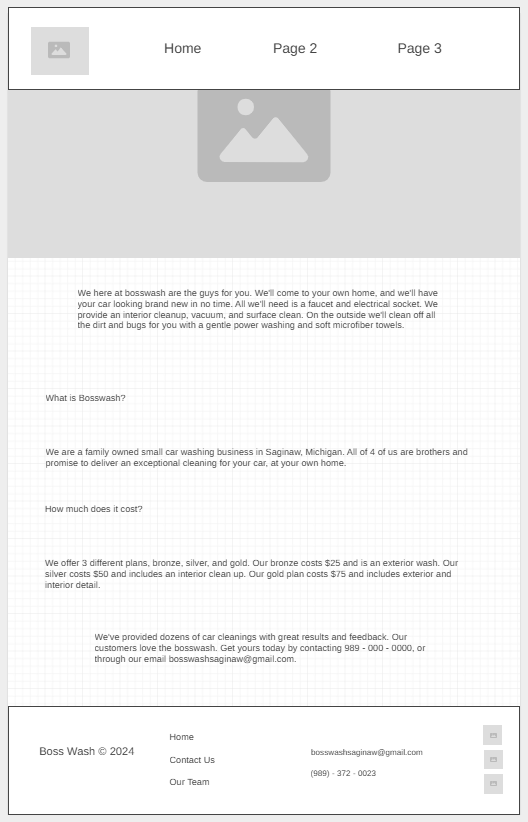 Home
Page 2
Page 3
We here at bosswash are the guys for you. We'll come to your own home, and we'll have
your car looking brand new in no time. All we'll need is a faucet and electrical socket. We
provide an interior cleanup, vacuum, and surface clean. On the outside we'll clean off all
the dirt and bugs for you with a gentle power washing and soft microfiber towels.
What is Bosswash?
We are a family owned small car washing business in Saginaw, Michigan. All of 4 of us are brothers and
promise to deliver an exceptional cleaning for your car, at your own home.
How much does it cost?
We offer 3 different plans, bronze, silver, and gold. Our bronze costs $25 and is an exterior wash. Our
silver costs $50 and includes an interior clean up. Our gold plan costs $75 and includes exterior and
interior detail.
We've provided dozens of car cleanings with great results and feedback. Our
customers love the bosswash. Get yours today by contacting 989 - 000 - 0000, or
through our email bosswashsaginaw@gmail.com.
Boss Wash © 2024
Home
Contact Us
Our Team
bosswashsaginaw@gmail.com
(989) - 372 - 0023